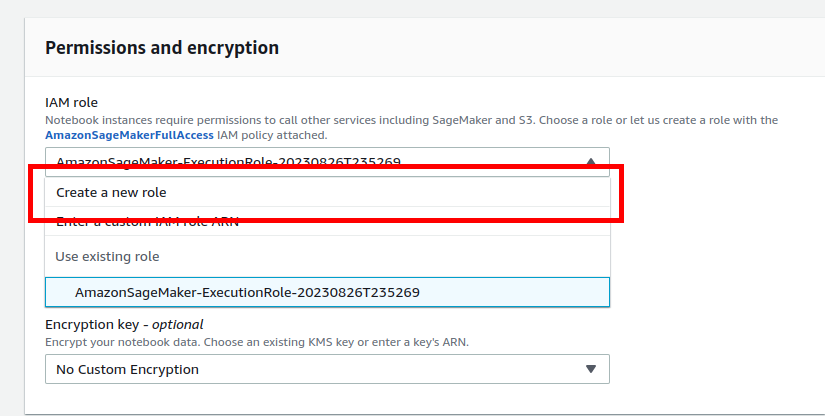 Permissions and encryption
IAM role
Notebook instances require permissions to call other services including SageMaker and S3. Choose a role or let us create a role with the
AmazonSageMakerFullAccess IAM policy attached.
AmazonSageMaker-ExecutionRole-20230826T235269
Create a new role
Enter a custom IAM role ARN
Use existing role
AmazonSageMaker-ExecutionRole-20230826T235269
Encryption key - optional
Encrypt your notebook data. Choose an existing KMS key or enter a key's ARN.
No Custom Encryption